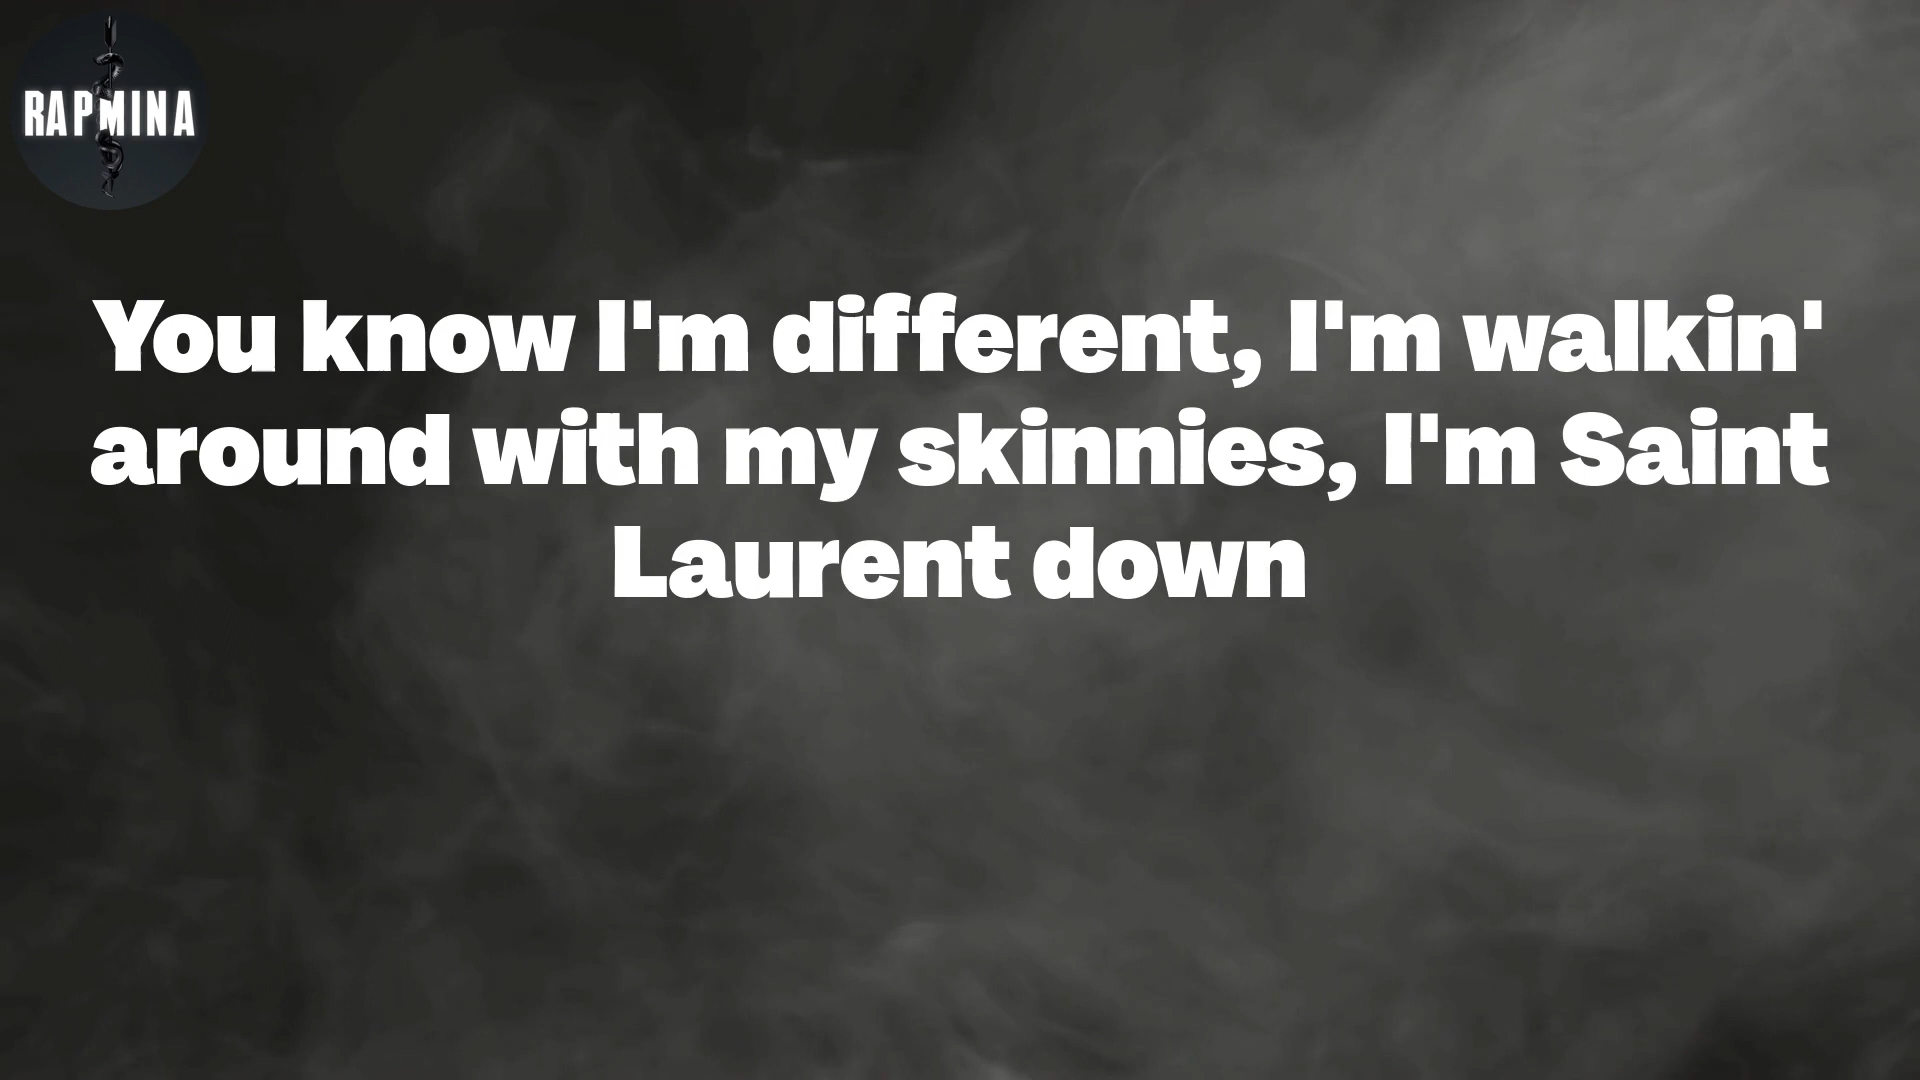 RAPMINA
You know I'm different, I'm walkin'
around with my skinnies, I'm Saint
Laurent down